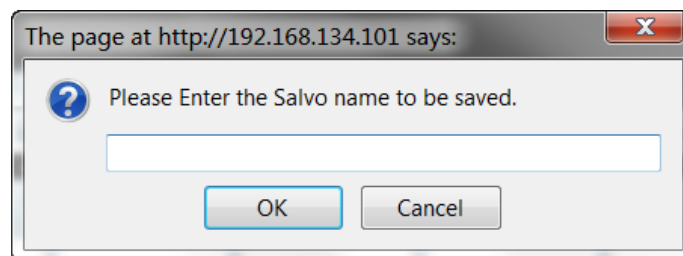 The page at http://192.168.134.101 says:
Please Enter the Salvo name to be saved.
OK Cancel